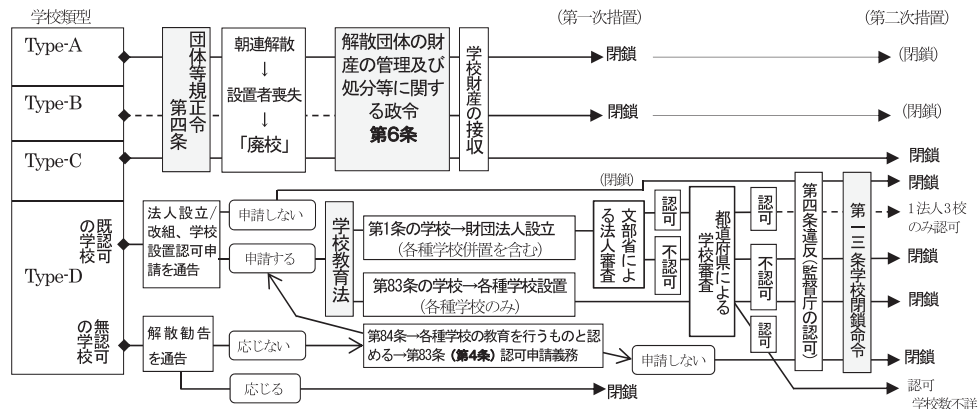 学校類型
（第一次措置）
（第二次措置）
Type-A
Type-B
Type-C
Type-D
既認可の学校
無認可の学校
団体等規正令
第四条
朝連解散
↓
設置者喪失
↓
「廃校」
解散団体の財
産の管理及び
処分等に関す
る政令
第6条
学校財産の接収
閉鎖
（閉鎖）
閉鎖
（閉鎖）
閉鎖
（閉鎖）
閉鎖
法人設立/
改組、学校
設置認可申
請を通告
申請しない
申請する
学校教育法
第1条の学校→財団法人設立
（各種学校併置を含む）
第83条の学校→各種学校設置
（各種学校のみ）
文部省によ
る法人審査
認可
不認可
都道府県による
学校審査
認可
不認可
認可
第四条違反（監督庁の認可）
第一三条学校閉鎖命令
1法人3校
のみ認可
閉鎖
閉鎖
解散勧告
を通告
応じない
応じる
第84条→各種学校の教育を行うものと認
める→第83条（第4条）認可申請義務
申請しない
閉鎖
閉鎖
認可
学校数不詳